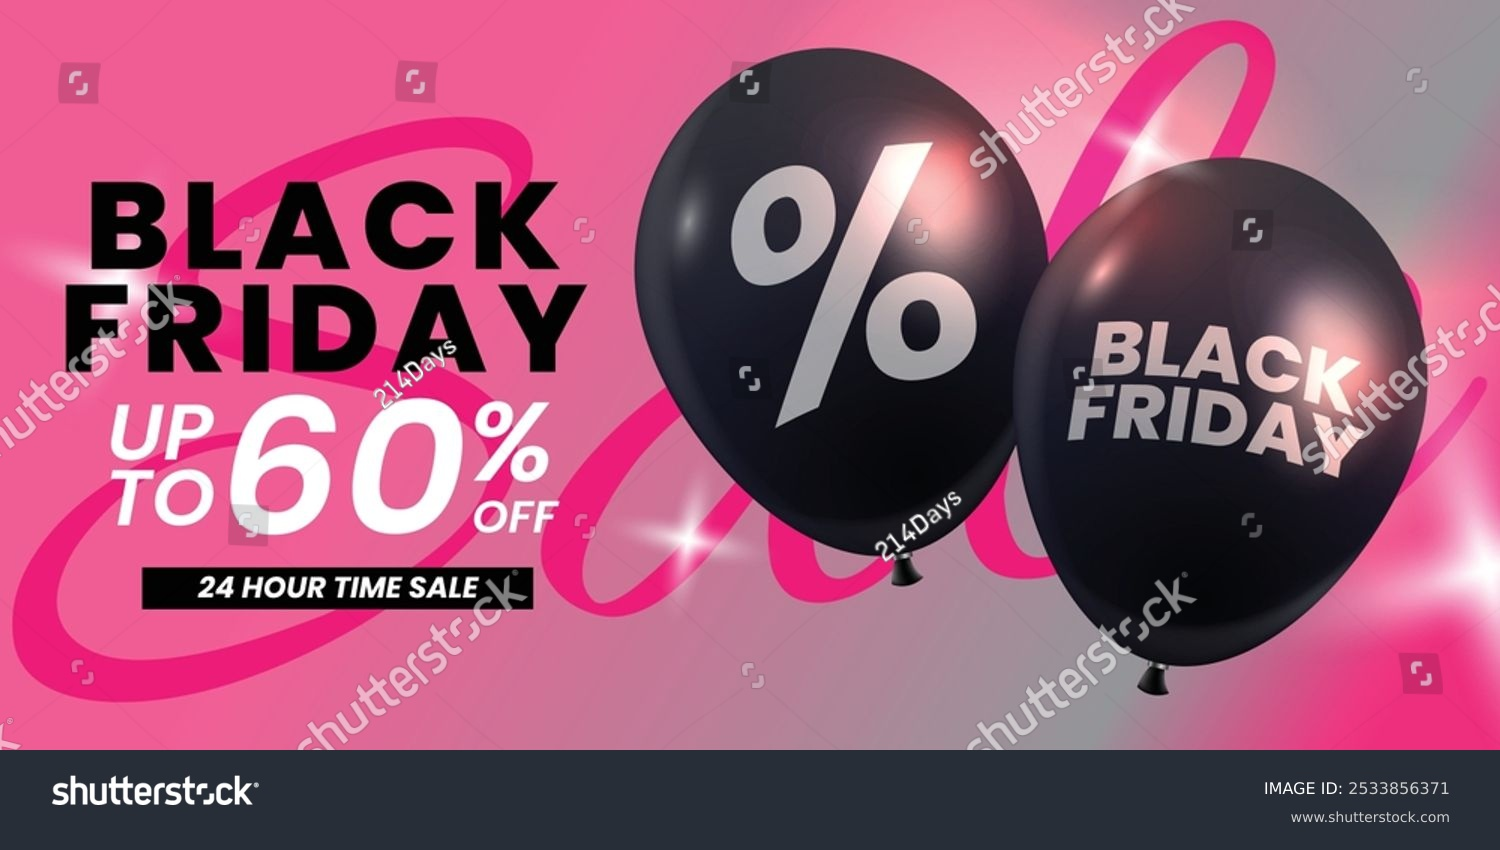 BLACK
FRIDAY
UP
TO
60%
OFF
24 HOUR TIME SALE
%
BLACK
FRIDAY
Sale
214Days
214Days
shutterstock
shutterstock
shutterstock
shutterstock
shutterstock
shutterstock
shutterstock
IMAGE ID: 2533856371
www.shutterstock.com